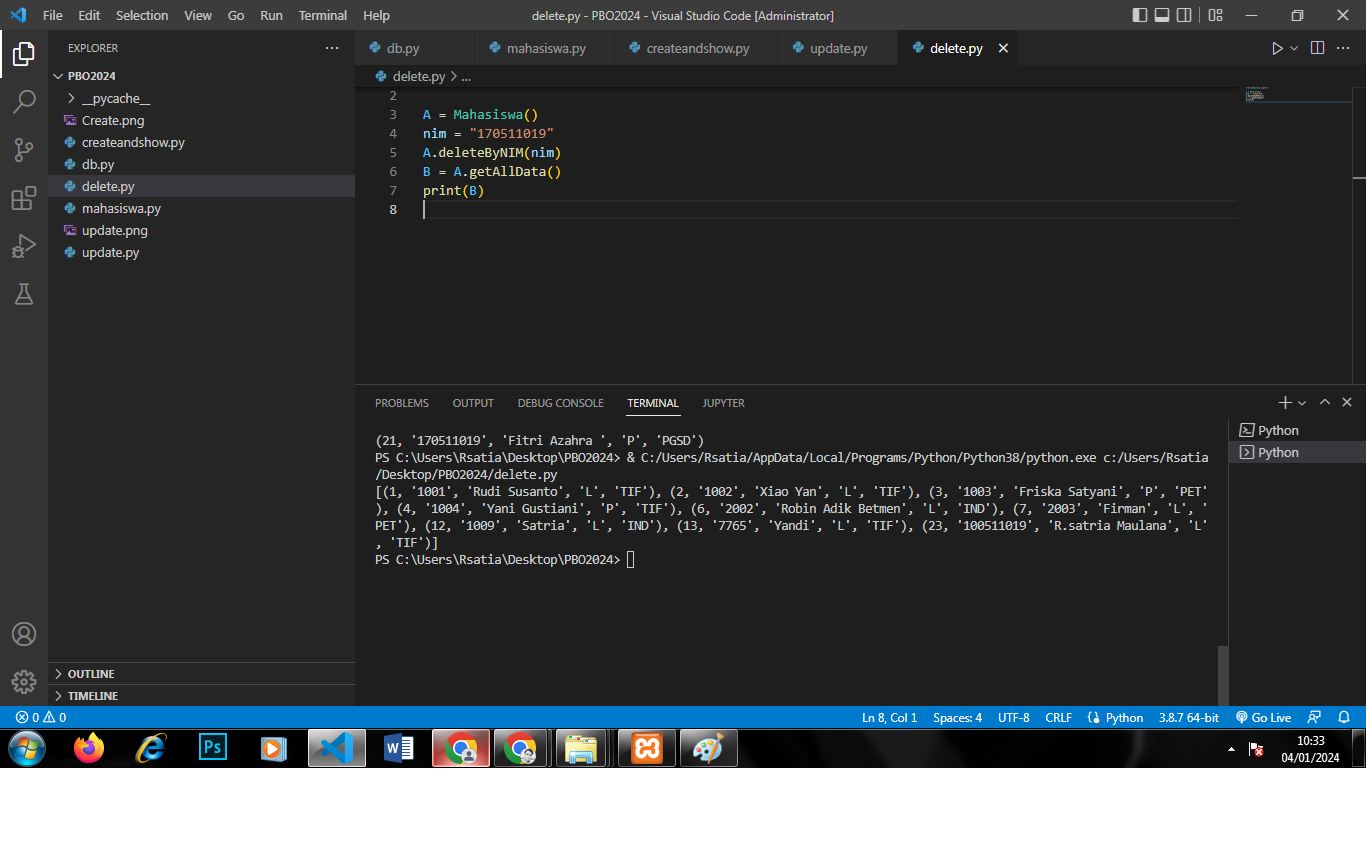 File Edit Selection View Go Run Terminal Help
delete.py - PBO2024 - Visual Studio Code [Administrator]
EXPLORER
PBO2024
__pycache__
Create.png
createandshow.py
db.py
delete.py
mahasiswa.py
update.png
update.py
OUTLINE
TIMELINE
db.py mahasiswa.py createandshow.py update.py delete.py
delete.py > ...
2
3 A = Mahasiswa()
4 nim = "170511019"
5 A.deleteByNIM(nim)
6 B = A.getAllData()
7 print(B)
8
PROBLEMS OUTPUT DEBUG CONSOLE TERMINAL JUPYTER
(21, '170511019', 'Fitri Azahra ', 'P', 'PGSD')
PS C:\Users\Rsatia\Desktop\PBO2024> & C:/Users/Rsatia/AppData/Local/Programs/Python/Python38/python.exe c:/Users/Rsatia
/Desktop/PBO2024/delete.py
[(1, '1001', 'Rudi Susanto', 'L', 'TIF'), (2, '1002', 'Xiao Yan', 'L', 'TIF'), (3, '1003', 'Friska Satyani', 'P', 'PET'
), (4, '1004', 'Yani Gustiani', 'P', 'TIF'), (6, '2002', 'Robin Adik Betmen', 'L', 'IND'), (7, '2003', 'Firman', 'L', '
PET'), (12, '1009', 'Satria', 'L', 'IND'), (13, '7765', 'Yandi', 'L', 'TIF'), (23, '100511019', 'R.satria Maulana', 'L'
, 'TIF')]
PS C:\Users\Rsatia\Desktop\PBO2024>
Python
Python
0 0
Ln 8, Col 1 Spaces: 4 UTF-8 CRLF Python 3.8.7 64-bit Go Live
Ps
10:33
04/01/2024